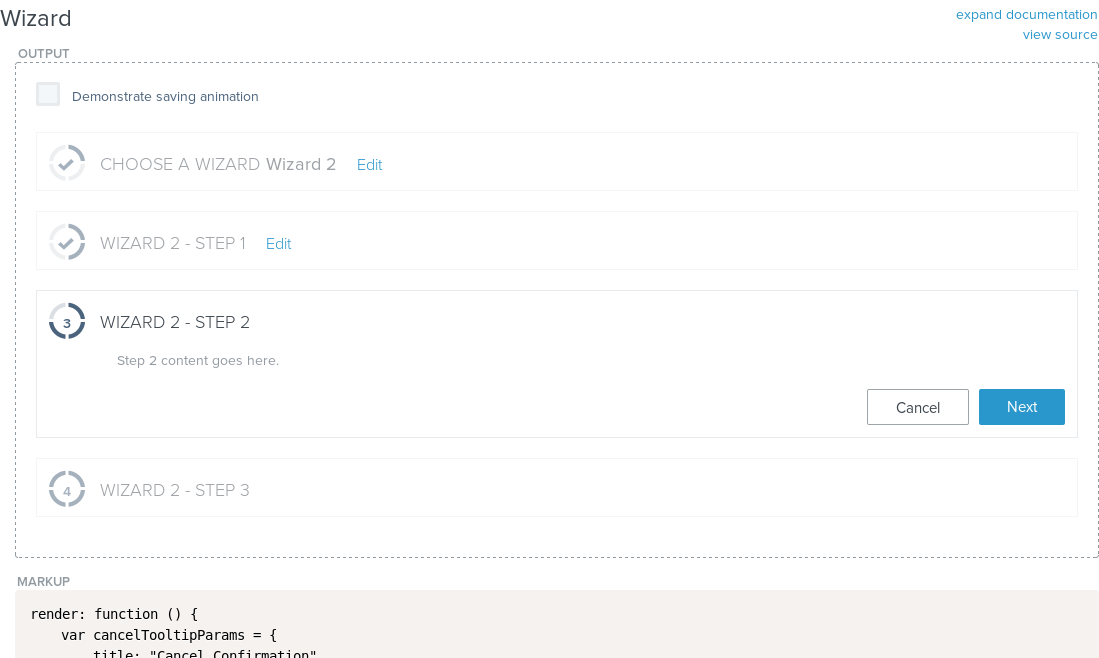 Wizard
expand documentation
view source
OUTPUT
Demonstrate saving animation
CHOOSE A WIZARD Wizard 2 Edit
WIZARD 2 - STEP 1 Edit
3 WIZARD 2 - STEP 2
Step 2 content goes here.
Cancel Next
4 WIZARD 2 - STEP 3
MARKUP
render: function () {
var cancelTooltipParams = {
title: "Cancel Confirmation"